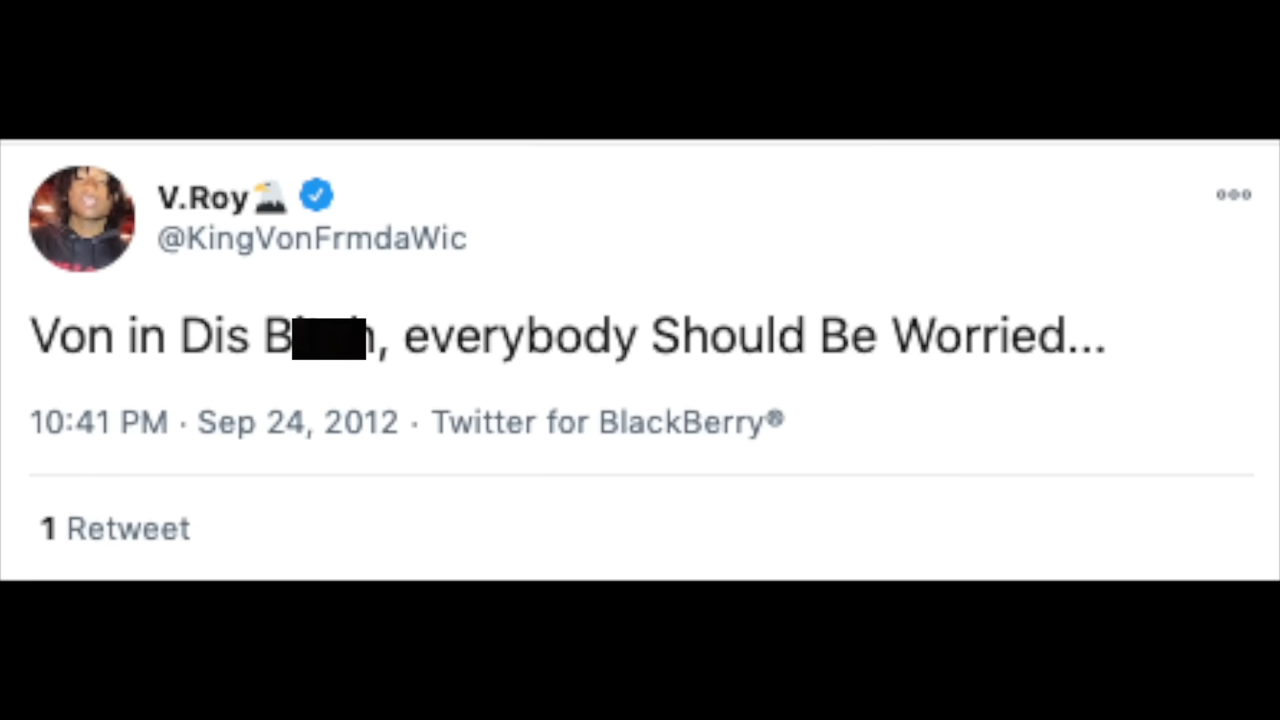 V.Roy
@KingVonFrmdaWic
Von in Dis , everybody Should Be Worried...
10:41 PM · Sep 24, 2012 · Twitter for BlackBerry®
1 Retweet